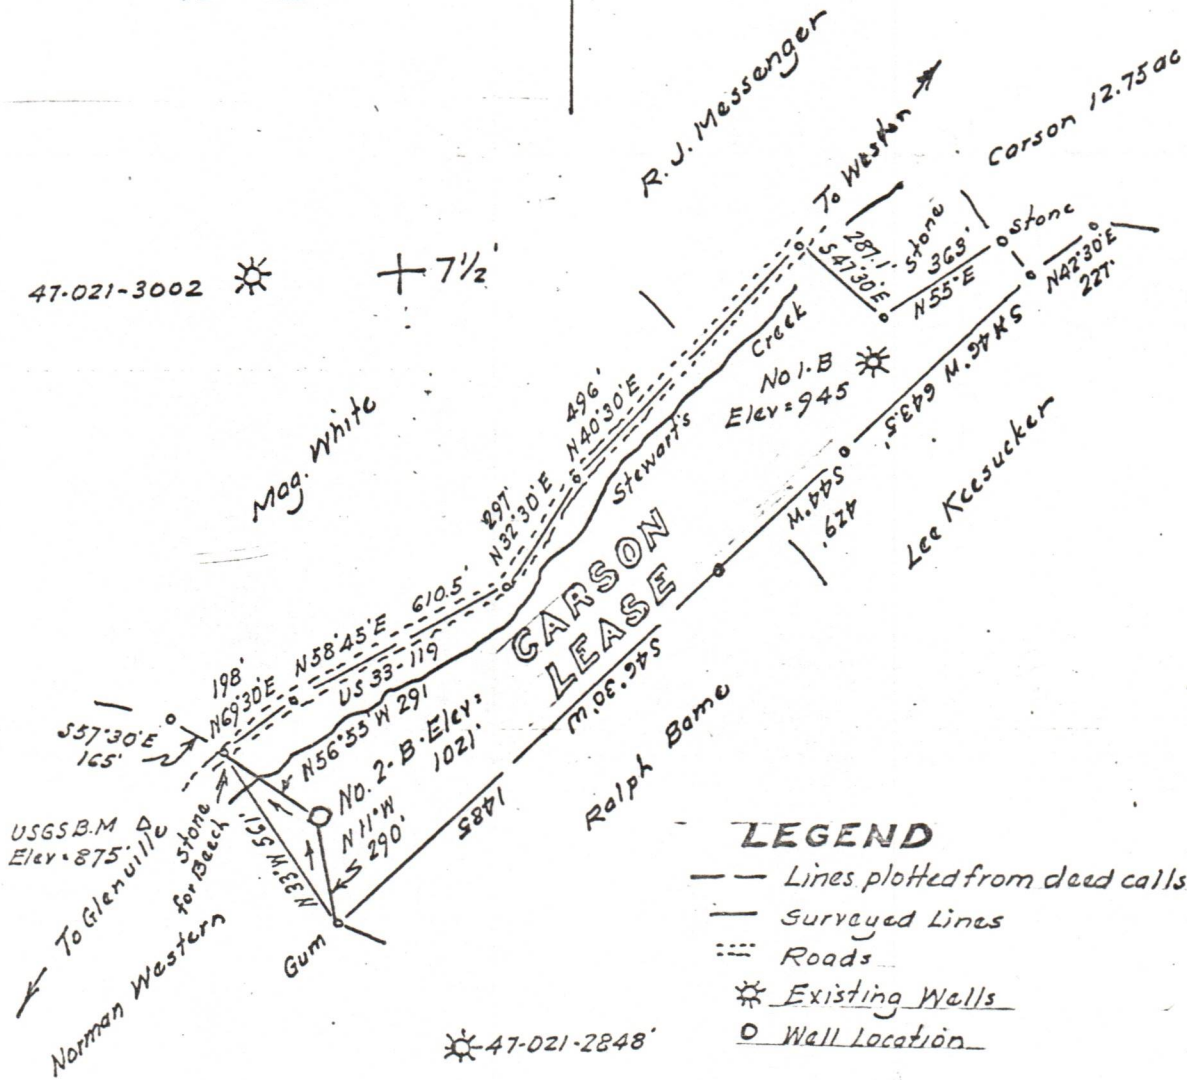 R. J. Messenger
To Weston
Carson 12.75 ac
47-021-3002
7½'
287.1'
S47°30'E
Stone
363'
N55°E
Stone
N42°30'E
227'
Creek
No 1-B
Elev = 945
S46°W 643.5'
496'
N40°30'E
Stewart's
Mag. White
Lee Keesucker
297'
N32°30'E
S44°W
429'
CARSON
LEASE
610.5'
N58°45'E
US 33-119
S46°30'W
1485
198'
N69°30'E
S57°30'E
165'
N56°55'W 291
No. 2-B-Elev =
1021'
Ralph Bame
N11°W
290'
USGS B.M
Elev = 875'
Stone
for Beech
N33°W 561'
To Glenville
Norman Western
Gum
LEGEND
Lines plotted from deed calls
Surveyed Lines
Roads
Existing Wells
Well Location
47-021-2848'